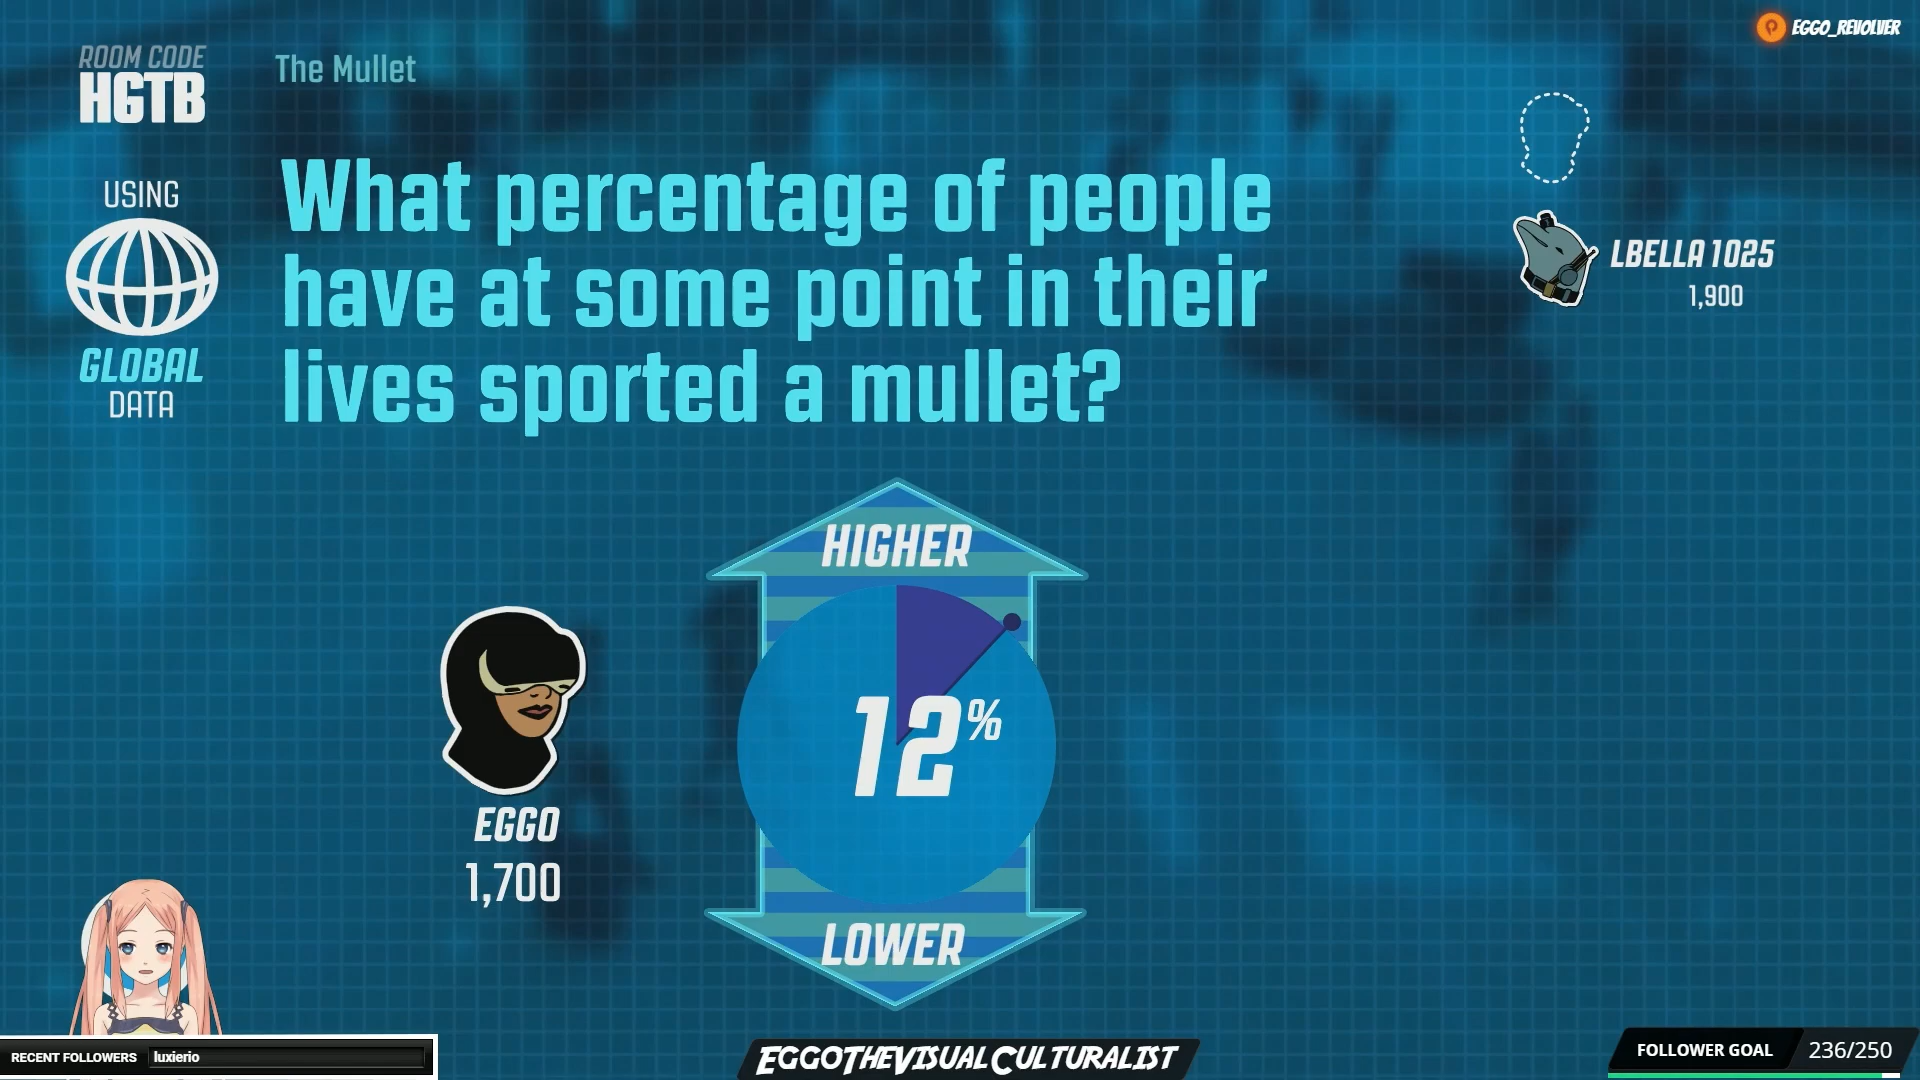 ROOM CODE
HGTB
The Mullet
EGGO_REVOLVER
USING
GLOBAL
DATA
What percentage of people
have at some point in their
lives sported a mullet?
LBELLA1025
1,900
HIGHER
12%
LOWER
EGGO
1,700
RECENT FOLLOWERS luxierio
EGGOTHEVISUALCULTURALIST
FOLLOWER GOAL 236/250